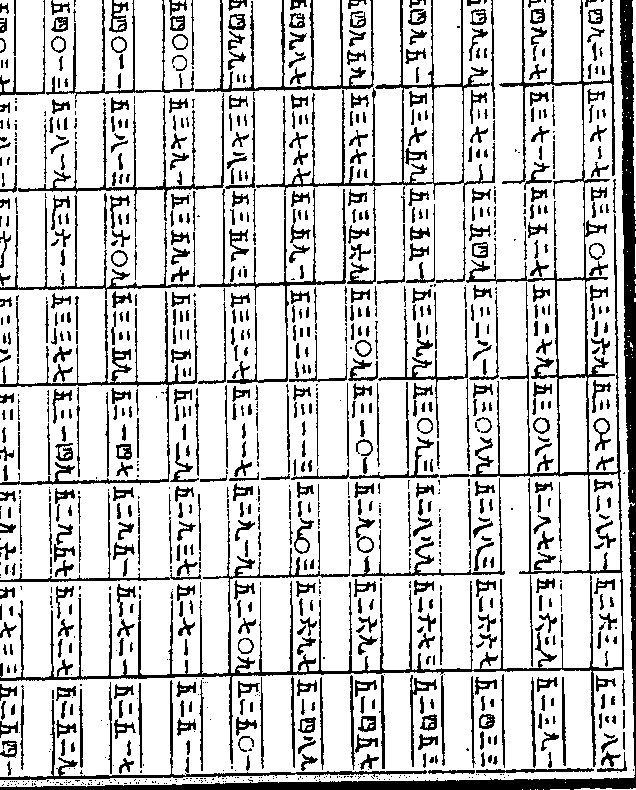 五四九二三 五三七一七 五三五〇七 五三二六九 五三〇七七 五二八六一 五二六三一 五二三八七
五四九二七 五三七一九 五三五二七 五三二七九 五三〇八七 五二八七九 五二六三九 五二三九一
五四九三九 五三七三一 五三五四九 五三二八一 五三〇八九 五二八八三 五二六六七 五二四三三
五四九五一 五三七五九 五三五五一 五三二九九 五三〇九三 五二八八九 五二六七三 五二四五三
五四九五九 五三七七三 五三五六九 五三三〇九 五三一〇一 五二九〇一 五二六九一 五二四五七
五四九八七 五三七七七 五三五九一 五三三二三 五三一一三 五二九〇三 五二六九七 五二四八九
五四九九三 五三七八三 五三五九三 五三三二七 五三一一七 五二九一九 五二七〇九 五二五〇一
五四〇〇一 五三七九一 五三五九七 五三三五三 五三一二九 五二九三七 五二七一一 五二五一一
五四〇一一 五三八一三 五三六〇九 五三三五九 五三一四七 五二九五一 五二七二一 五二五一七
五四〇一三 五三八一九 五三六一一 五三三七七 五三一四九 五二九五七 五二七二七 五二五二九
五四〇三七 五三八三一 五三六一七 五三三八一 五三一六一 五二九六三 五二七三三 五二五四一